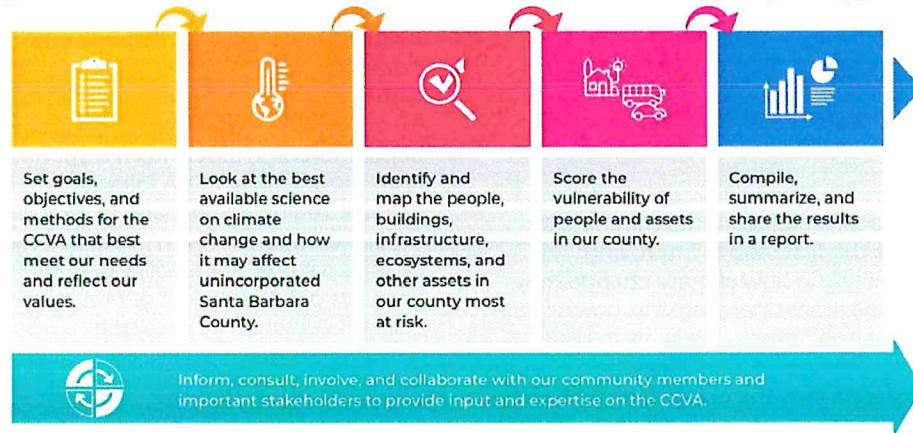 Set goals,
objectives, and
methods for the
CCVA that best
meet our needs
and reflect our
values.
Look at the best
available science
on climate
change and how
it may affect
unincorporated
Santa Barbara
County.
Identify and
map the people,
buildings,
infrastructure,
ecosystems, and
other assets in
our county most
at risk.
Score the
vulnerability of
people and assets
in our county.
Compile,
summarize, and
share the results
in a report.
Inform, consult, involve, and collaborate with our community members and
important stakeholders to provide input and expertise on the CCVA.